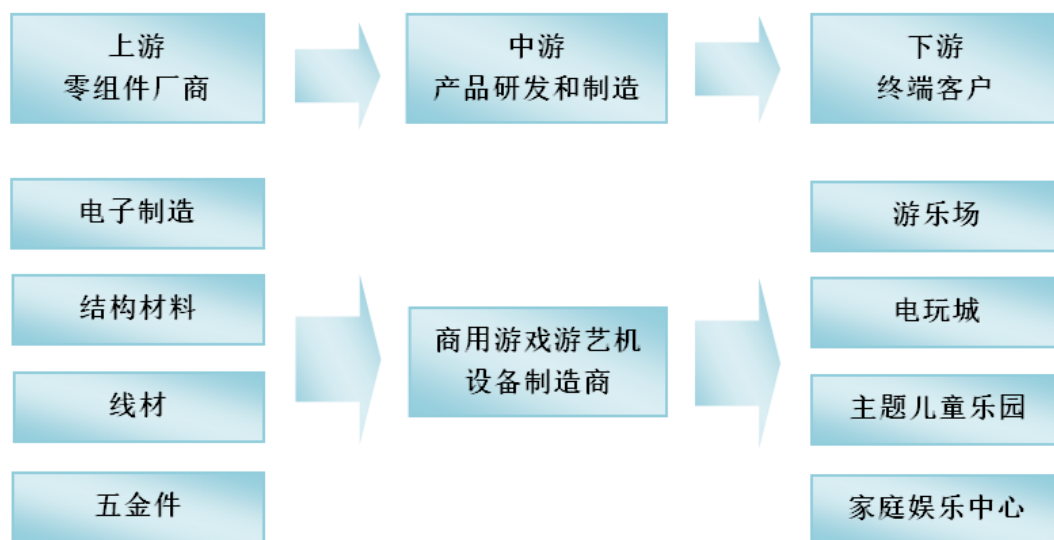 上游
零组件厂商
中游
产品研发和制造
下游
终端客户
电子制造
结构材料
线材
五金件
商用游戏游艺机
设备制造商
游乐场
电玩城
主题儿童乐园
家庭娱乐中心